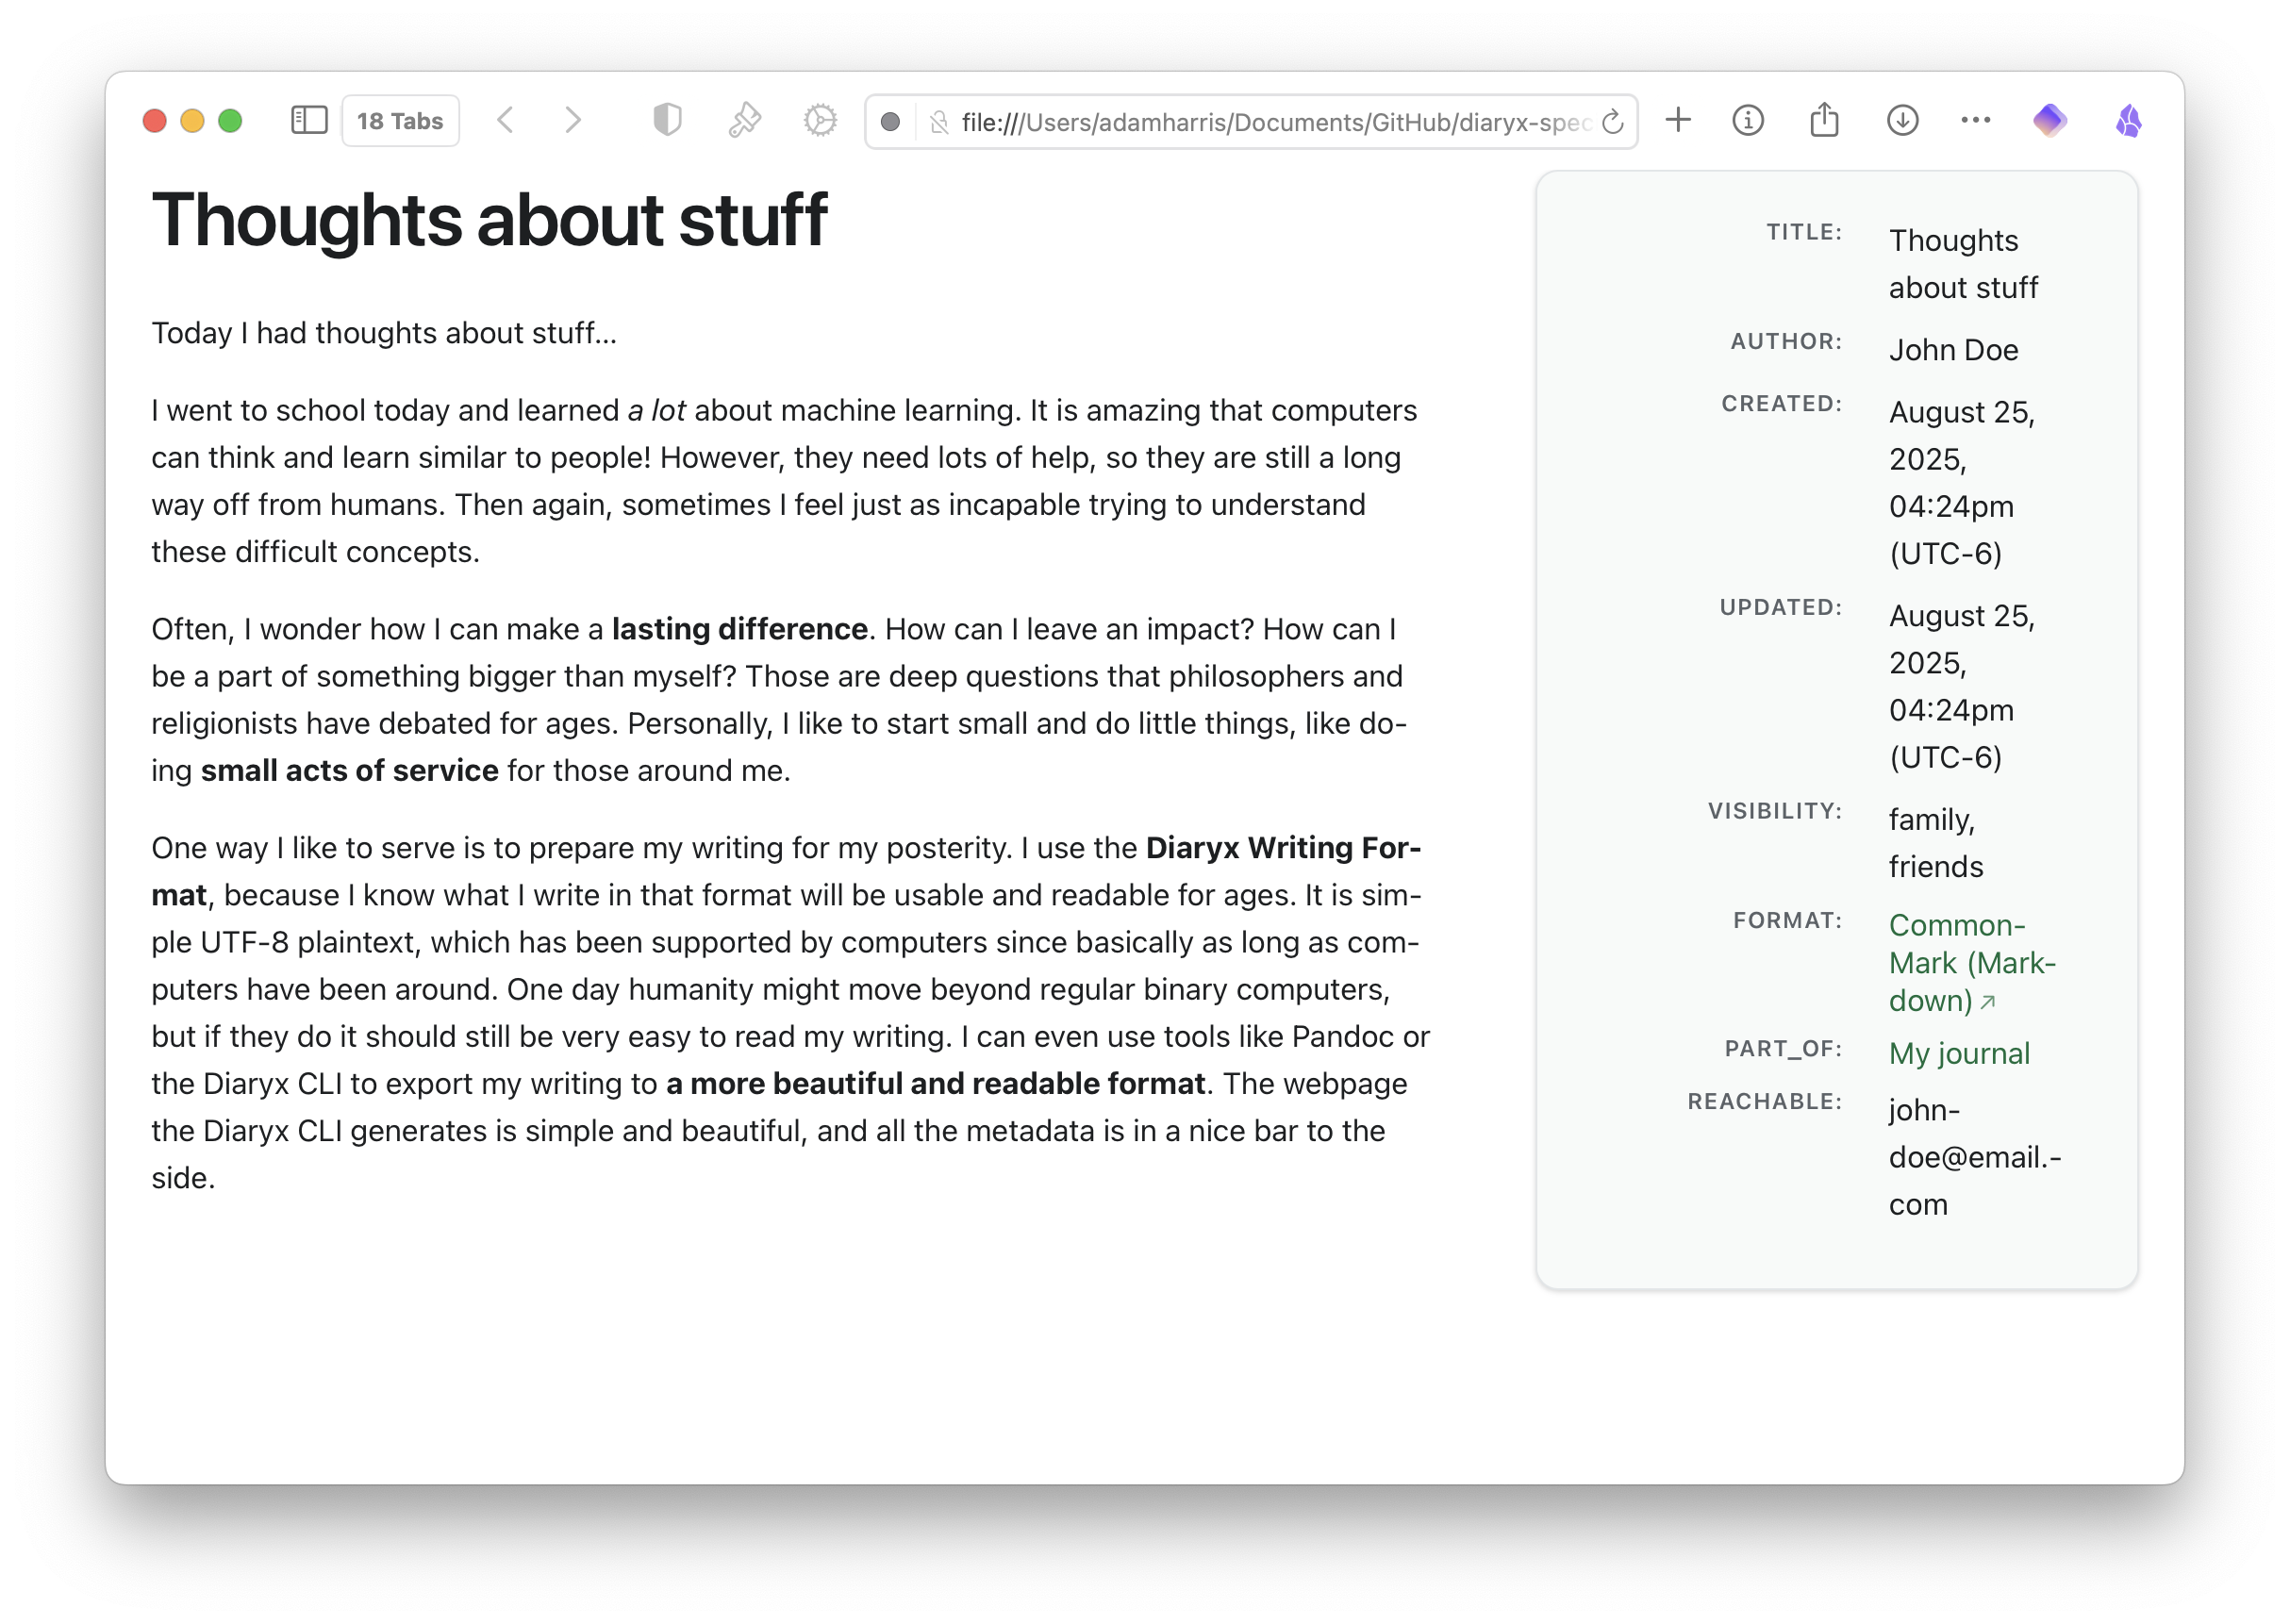 18 Tabs
file:///Users/adamharris/Documents/GitHub/diaryx-spec
Thoughts about stuff
Today I had thoughts about stuff...
I went to school today and learned a lot about machine learning. It is amazing that computers
can think and learn similar to people! However, they need lots of help, so they are still a long
way off from humans. Then again, sometimes I feel just as incapable trying to understand
these difficult concepts.
Often, I wonder how I can make a lasting difference. How can I leave an impact? How can I
be a part of something bigger than myself? Those are deep questions that philosophers and
religionists have debated for ages. Personally, I like to start small and do little things, like do-
ing small acts of service for those around me.
One way I like to serve is to prepare my writing for my posterity. I use the Diaryx Writing For-
mat, because I know what I write in that format will be usable and readable for ages. It is sim-
ple UTF-8 plaintext, which has been supported by computers since basically as long as com-
puters have been around. One day humanity might move beyond regular binary computers,
but if they do it should still be very easy to read my writing. I can even use tools like Pandoc or
the Diaryx CLI to export my writing to a more beautiful and readable format. The webpage
the Diaryx CLI generates is simple and beautiful, and all the metadata is in a nice bar to the
side.
TITLE: Thoughts
about stuff
AUTHOR: John Doe
CREATED: August 25,
2025,
04:24pm
(UTC-6)
UPDATED: August 25,
2025,
04:24pm
(UTC-6)
VISIBILITY: family,
friends
FORMAT: Common-
Mark (Mark-
down)
PART_OF: My journal
REACHABLE: john-
doe@email.-
com